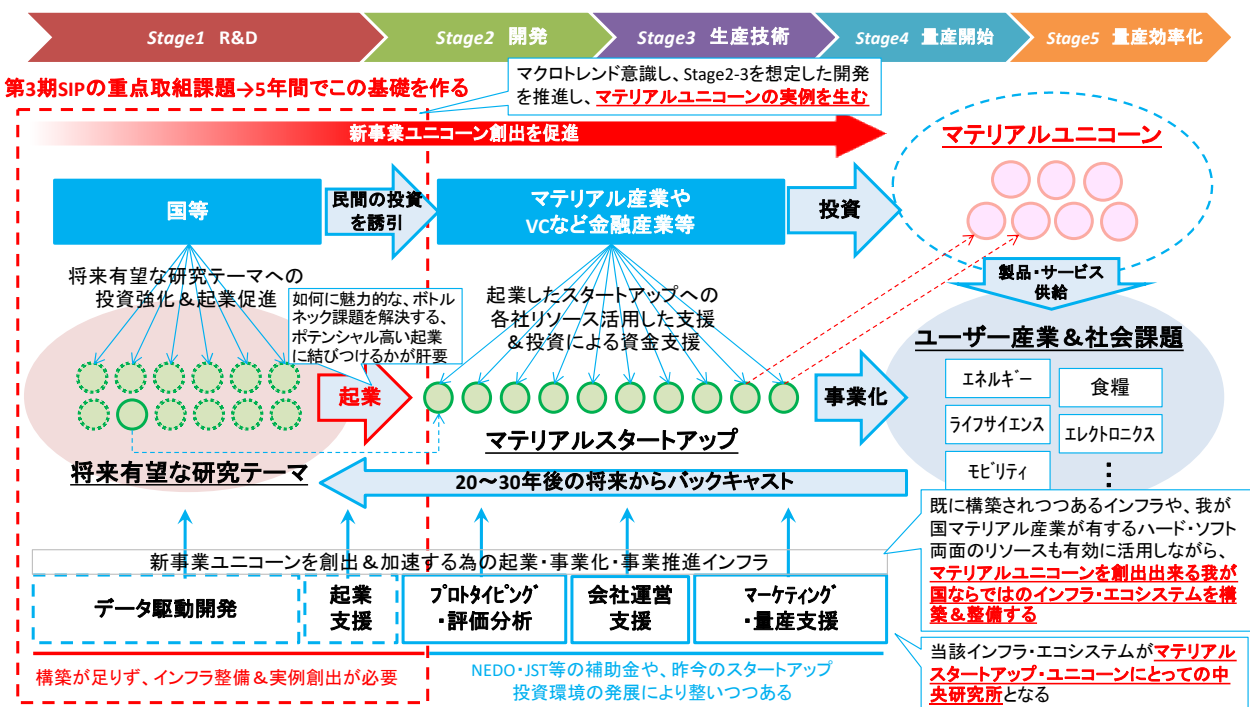 Stage1 R&D
Stage2 開発
Stage3 生産技術
Stage4 量産開始
Stage5 量産効率化
第3期SIPの重点取組課題→5年間でこの基礎を作る
マクロトレンド意識し、Stage2-3を想定した開発
を推進し、マテリアルユニコーンの実例を生む
新事業ユニコーン創出を促進
マテリアルユニコーン
国等
民間の投資
を誘引
マテリアル産業や
VCなど金融産業等
投資
製品・サービス
供給
将来有望な研究テーマへの
投資強化&起業促進
如何に魅力的な、ボトル
ネック課題を解決する、
ポテンシャル高い起業
に結びつけるかが肝要
起業したスタートアップへの
各社リソース活用した支援
&投資による資金支援
ユーザー産業&社会課題
エネルギー
食糧
ライフサイエンス
エレクトロニクス
モビリティ
⋮
起業
事業化
将来有望な研究テーマ
マテリアルスタートアップ
20~30年後の将来からバックキャスト
既に構築されつつあるインフラや、我が
国マテリアル産業が有するハード・ソフト
両面のリソースも有効に活用しながら、
マテリアルユニコーンを創出出来る我が
国ならではのインフラ・エコシステムを構
築&整備する
新事業ユニコーンを創出&加速する為の起業・事業化・事業推進インフラ
データ駆動開発
起業
支援
プロトタイピング
・評価分析
会社運営
支援
マーケティング
・量産支援
構築が足りず、インフラ整備&実例創出が必要
NEDO・JST等の補助金や、昨今のスタートアップ
投資環境の発展により整いつつある
当該インフラ・エコシステムがマテリアル
スタートアップ・ユニコーンにとっての中
央研究所となる